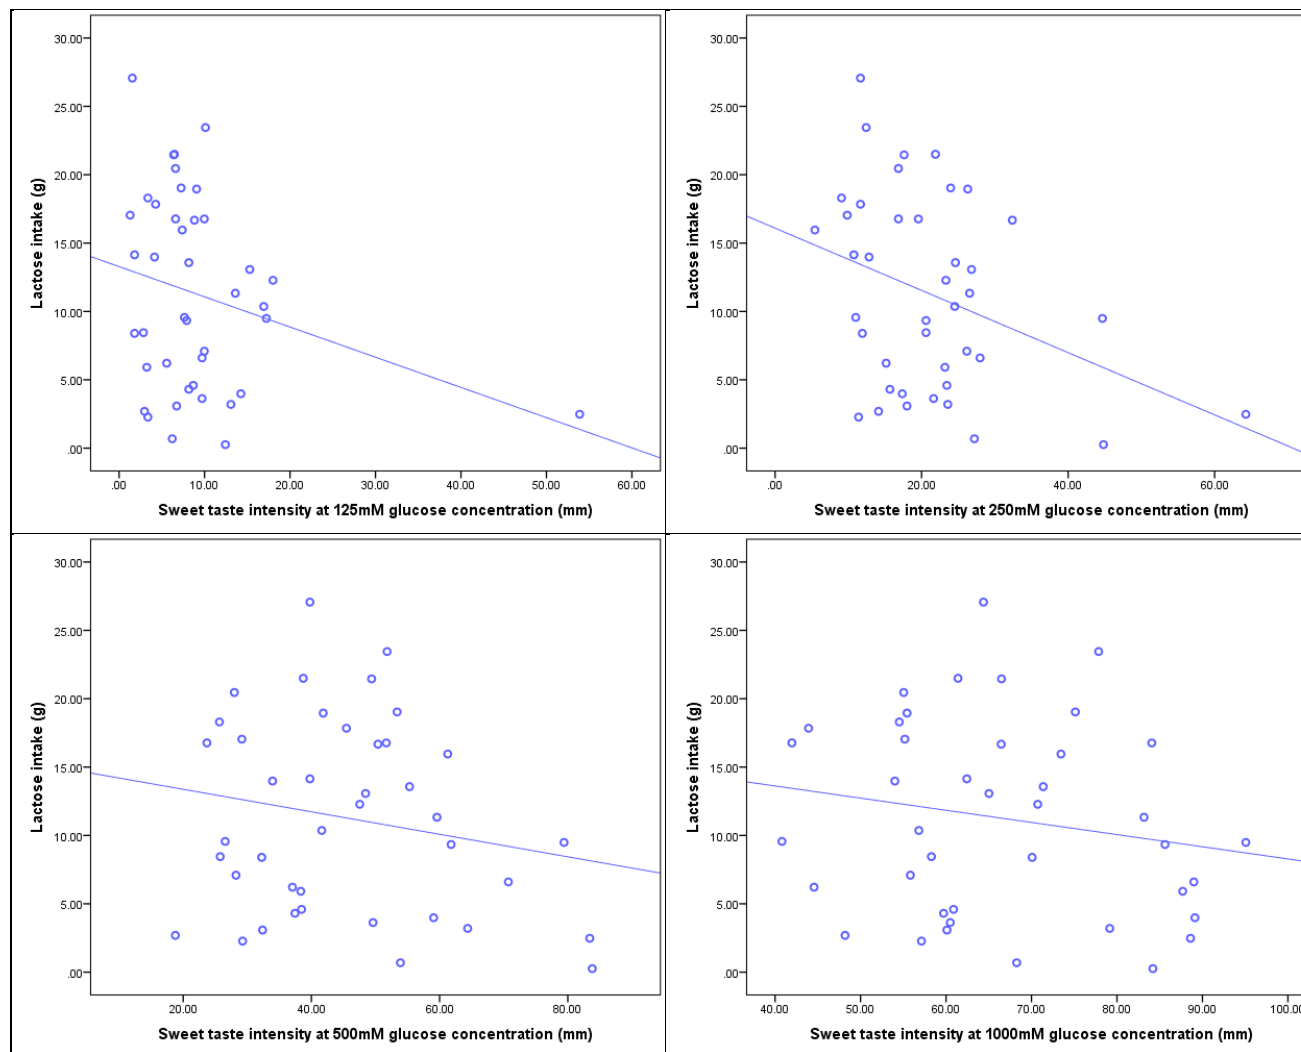 30.00
25.00
20.00
15.00
10.00
5.00
.00
Lactose intake (g)
.00 10.00 20.00 30.00 40.00 50.00 60.00
Sweet taste intensity at 125mM glucose concentration (mm)
30.00
25.00
20.00
15.00
10.00
5.00
.00
Lactose intake (g)
.00 20.00 40.00 60.00
Sweet taste intensity at 250mM glucose concentration (mm)
30.00
25.00
20.00
15.00
10.00
5.00
.00
Lactose intake (g)
20.00 40.00 60.00 80.00
Sweet taste intensity at 500mM glucose concentration (mm)
30.00
25.00
20.00
15.00
10.00
5.00
.00
Lactose intake (g)
40.00 50.00 60.00 70.00 80.00 90.00 100.00
Sweet taste intensity at 1000mM glucose concentration (mm)